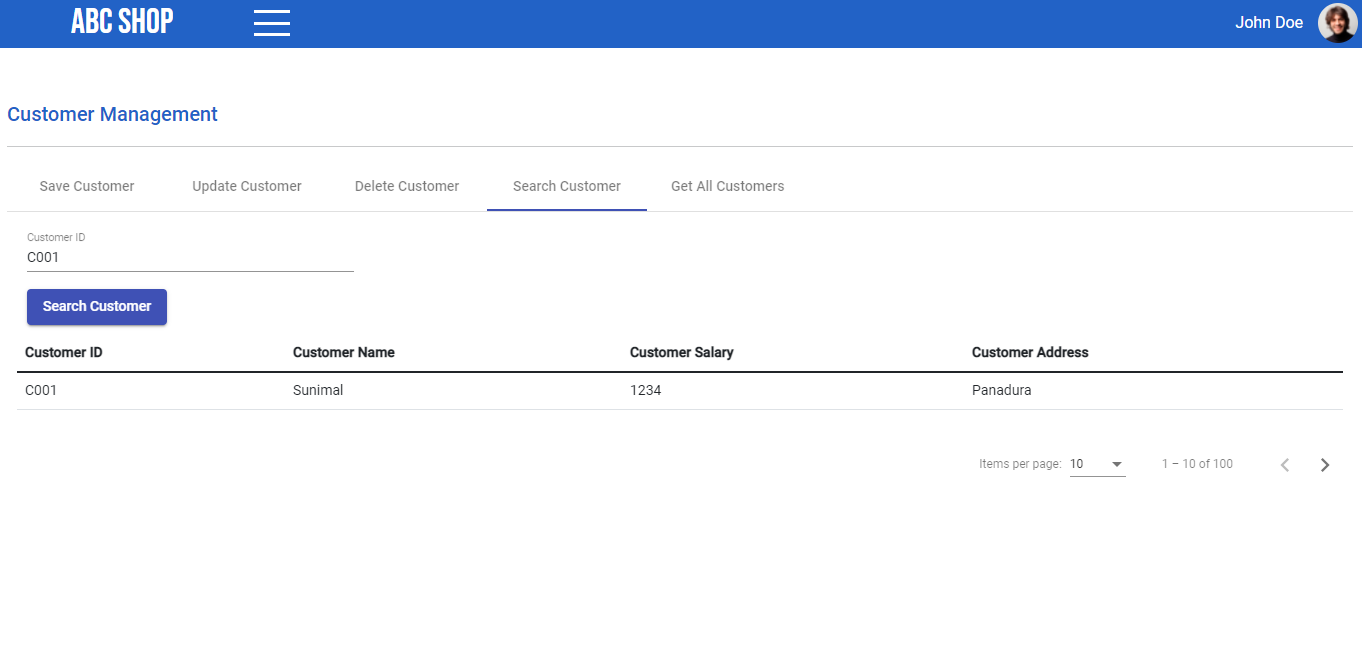 ABC SHOP
John Doe
Customer Management
Save Customer Update Customer Delete Customer Search Customer Get All Customers
Customer ID
C001
Search Customer
Customer ID Customer Name Customer Salary Customer Address
C001 Sunimal 1234 Panadura
Items per page: 10 1 – 10 of 100